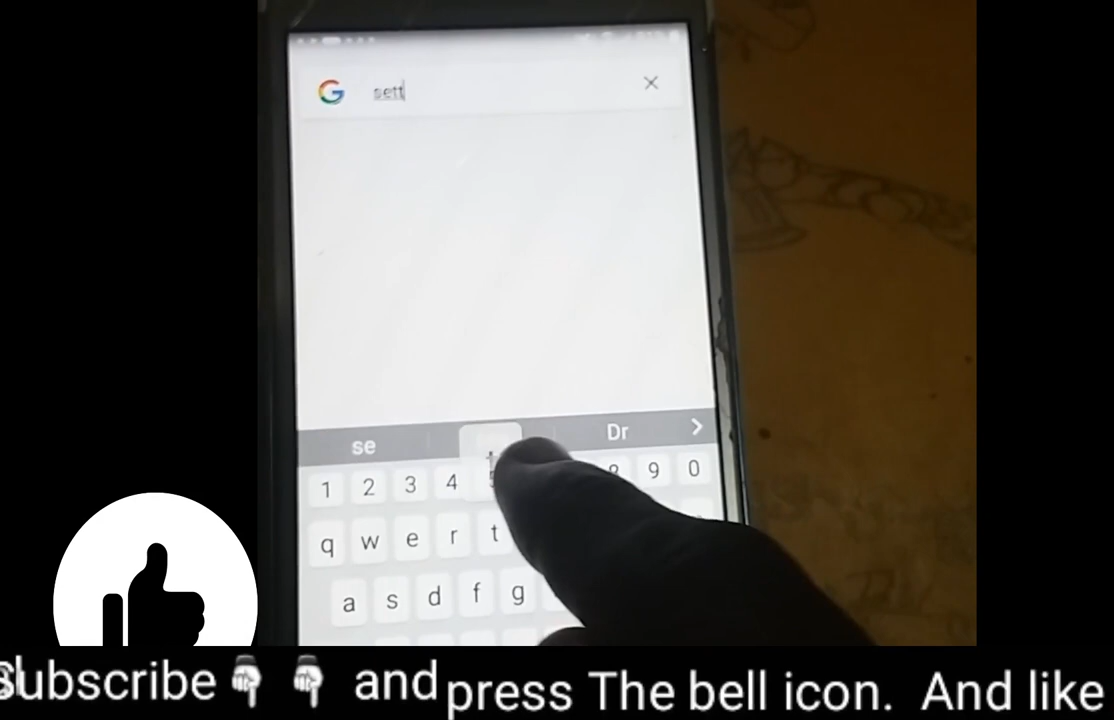 G sett ×
se Dr >
1 2 3 4 9 0
q w e r t
a s d f g
Subscribe👇👇 and press The bell icon. And like